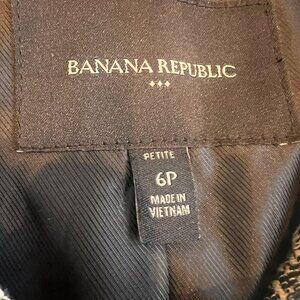 BANANA REPUBLIC
PETITE
6P
MADE IN
VIETNAM